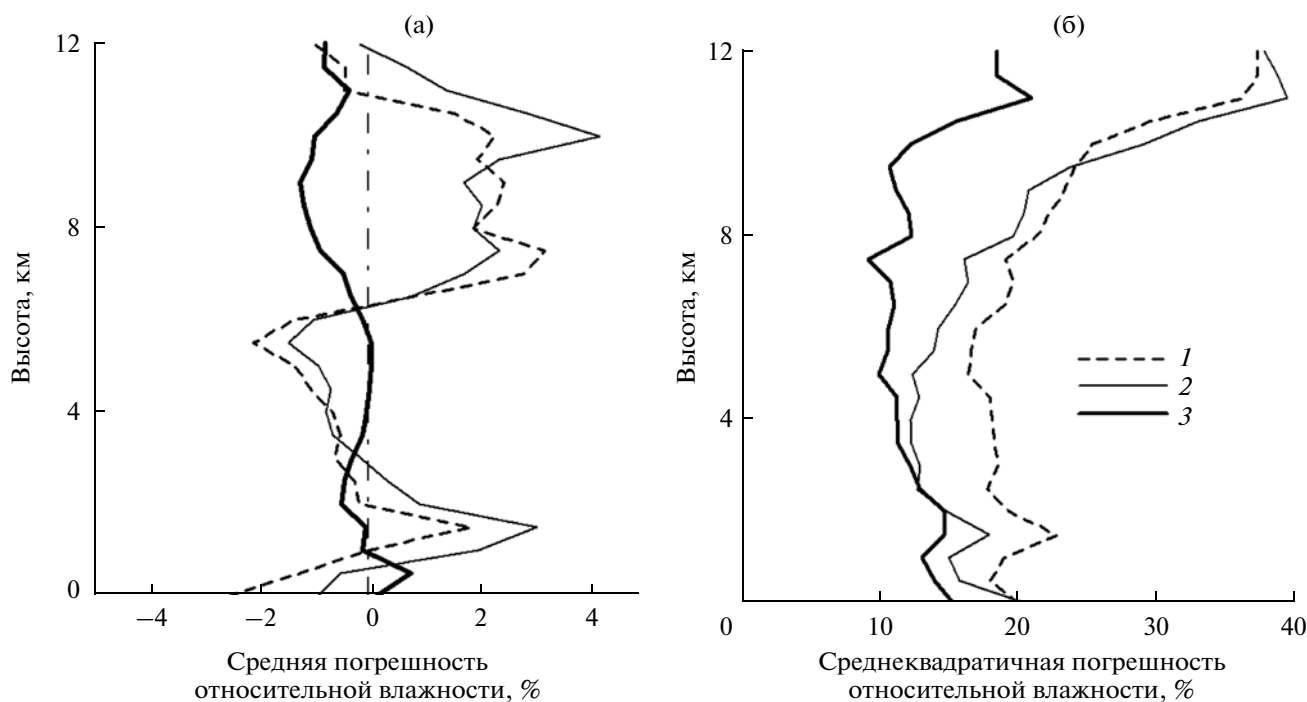 (а)
12
8
4
0
Высота, км
−4
−2
0
2
4
Средняя погрешность
относительной влажности, %
(б)
12
8
4
0
Высота, км
10
20
30
40
Среднеквадратичная погрешность
относительной влажности, %
1
2
3